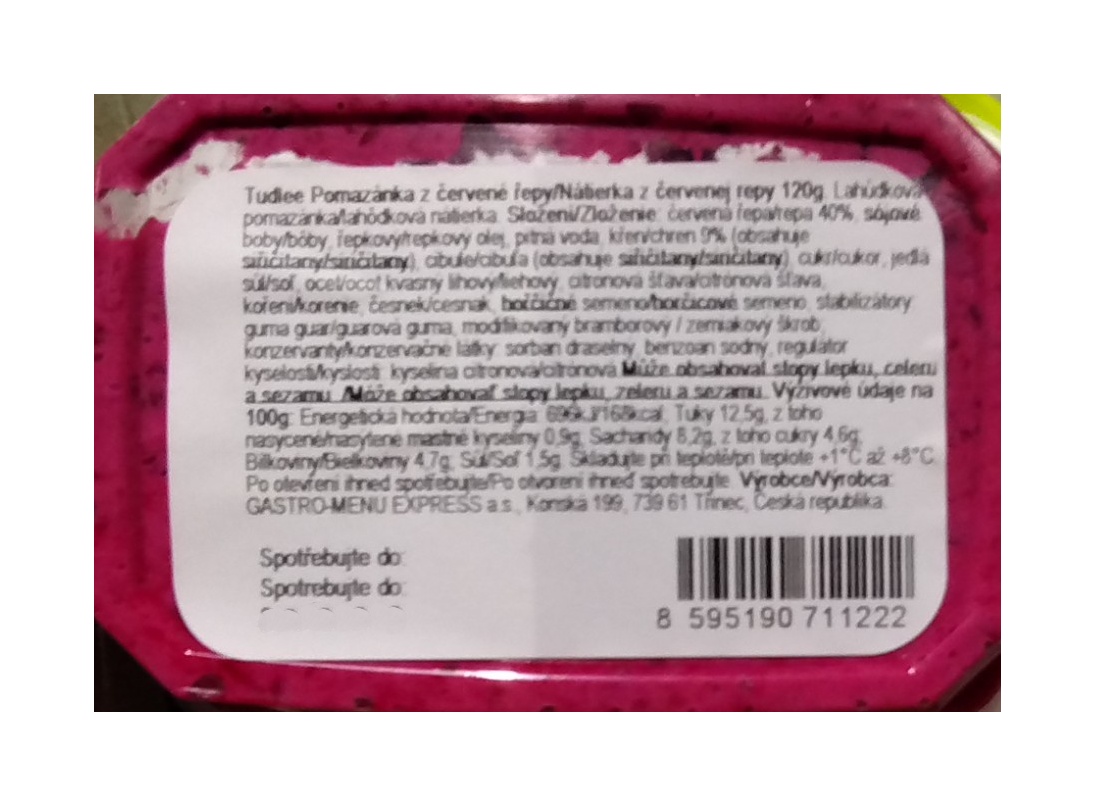 Tudlee Pomazánka z červené řepy/Nátierka z červenej repy 120g. Lahůdková
pomazánka/lahôdková nátierka. Složení/Zloženie: červená řepa/repa 40%, sójové
boby/bôby, řepkový/repkový olej, pitná voda, křen/chren 9% (obsahuje
siřičitany/siričitany), cibule/cibuľa (obsahuje siřičitany/siričitany), cukr/cukor, jedlá
sůl/soľ, ocet/ocot kvasný lihový/liehový, citronová šťáva/citrónová šťava,
koření/korenie, česnek/cesnak, hořčičné semeno/horčicové semeno, stabilizátory:
guma guar/guarová guma, modifikovaný bramborový / zemiakový škrob,
konzervanty/konzervačné látky: sorban draselný, benzoan sodný, regulátor
kyselosti/kyslosti: kyselina citronová/citrónová Může obsahovat stopy lepku, celeru
a sezamu. /Môže obsahovať stopy lepku, zeleru a sezamu. Výživové údaje na
100g: Energetická hodnota/Energia: 696kJ/168kcal, Tuky 12,5g, z toho
nasycené/nasýtené mastné kyseliny 0,9g, Sacharidy 8,2g, z toho cukry 4,6g,
Bílkoviny/Bielkoviny 4,7g, Sůl/Soľ 1,5g. Skladujte při teplotě/pri teplote +1°C až +8°C.
Po otevření ihned spotřebujte/Po otvorení ihneď spotrebujte. Výrobce/Výrobca:
GASTRO-MENU EXPRESS a.s., Konská 199, 739 61 Třinec, Česká republika.
Spotřebujte do:
Spotrebujte do:
8 595190 711222